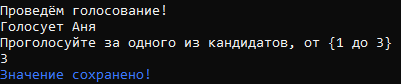 Проведём голосование!
Голосует Аня
Проголосуйте за одного из кандидатов, от {1 до 3}
3
Значение сохранено!